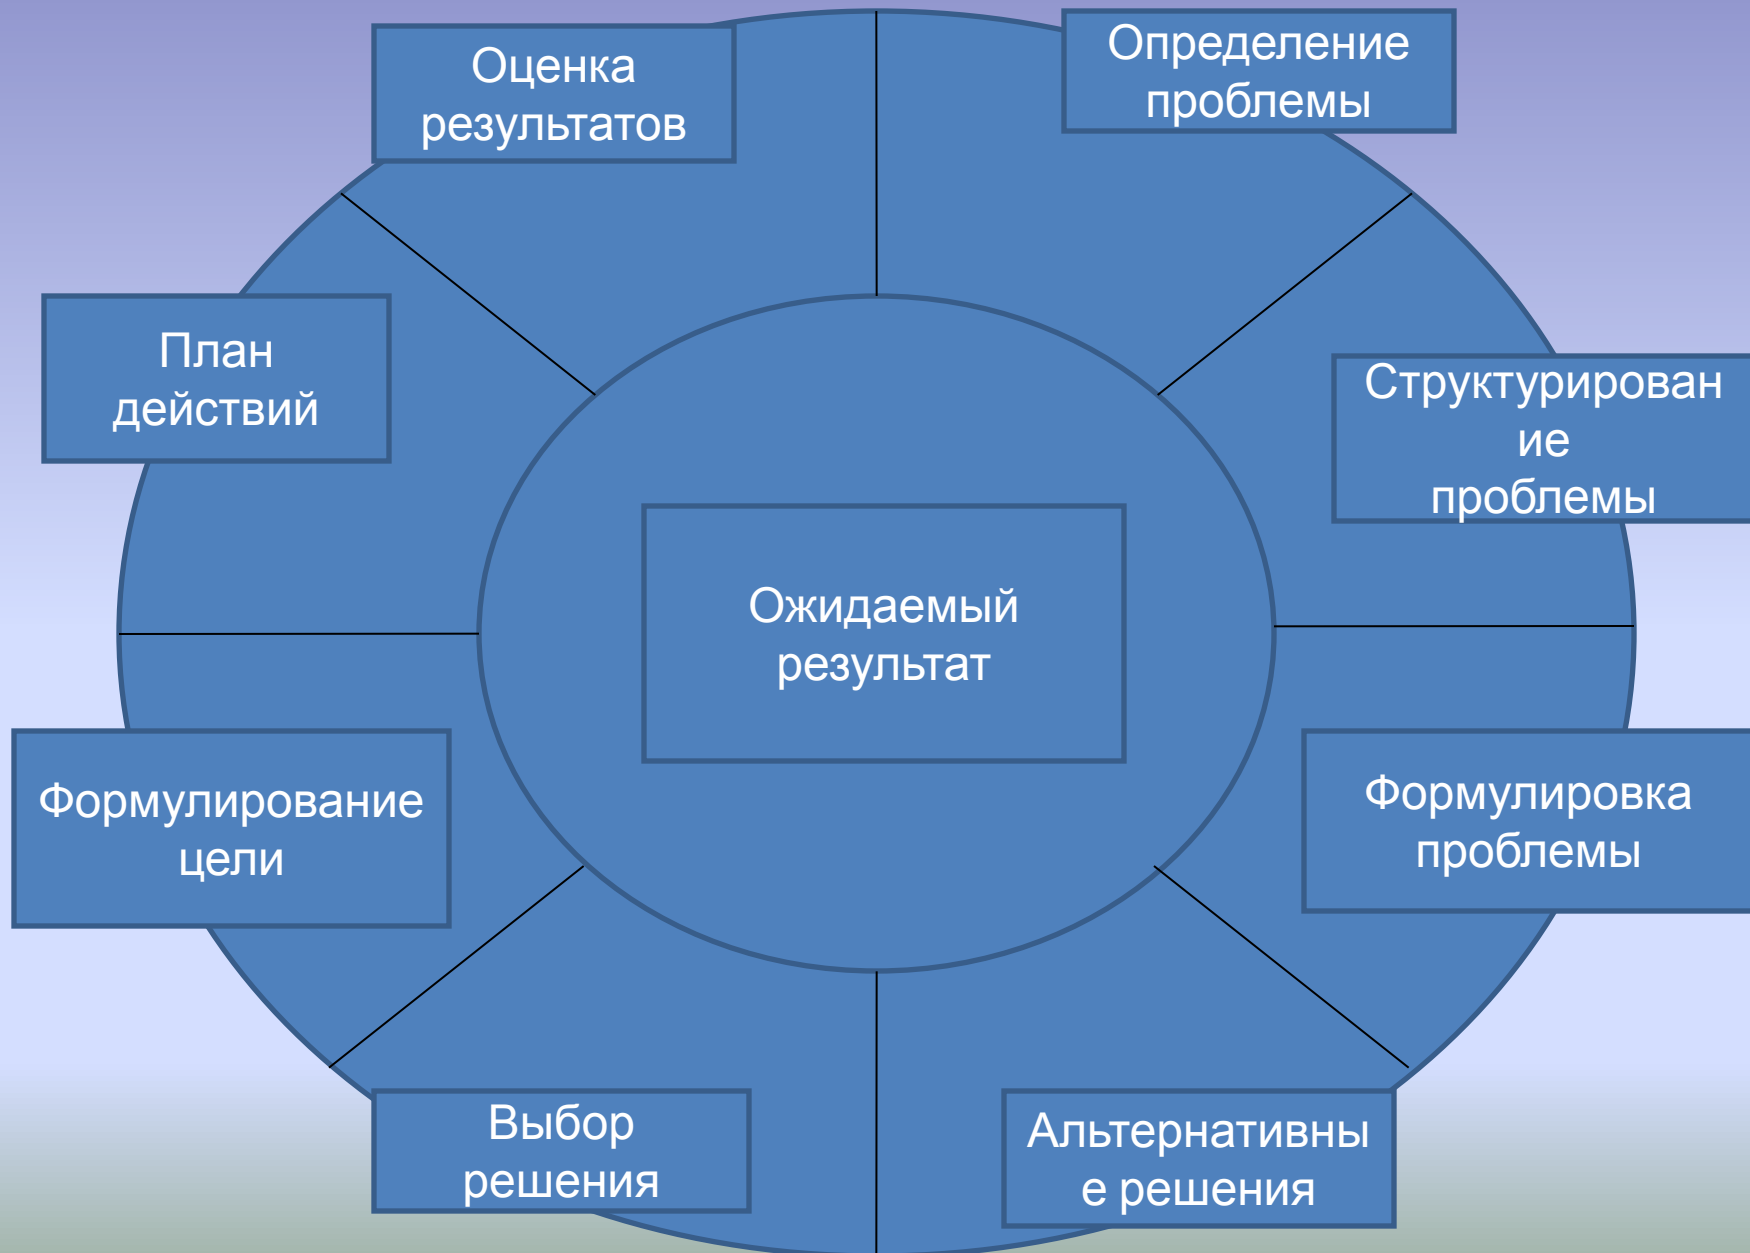 Оценка
результатов
Определение
проблемы
План
действий
Структурирован
ие
проблемы
Ожидаемый
результат
Формулирование
цели
Формулировка
проблемы
Выбор
решения
Альтернативны
е решения